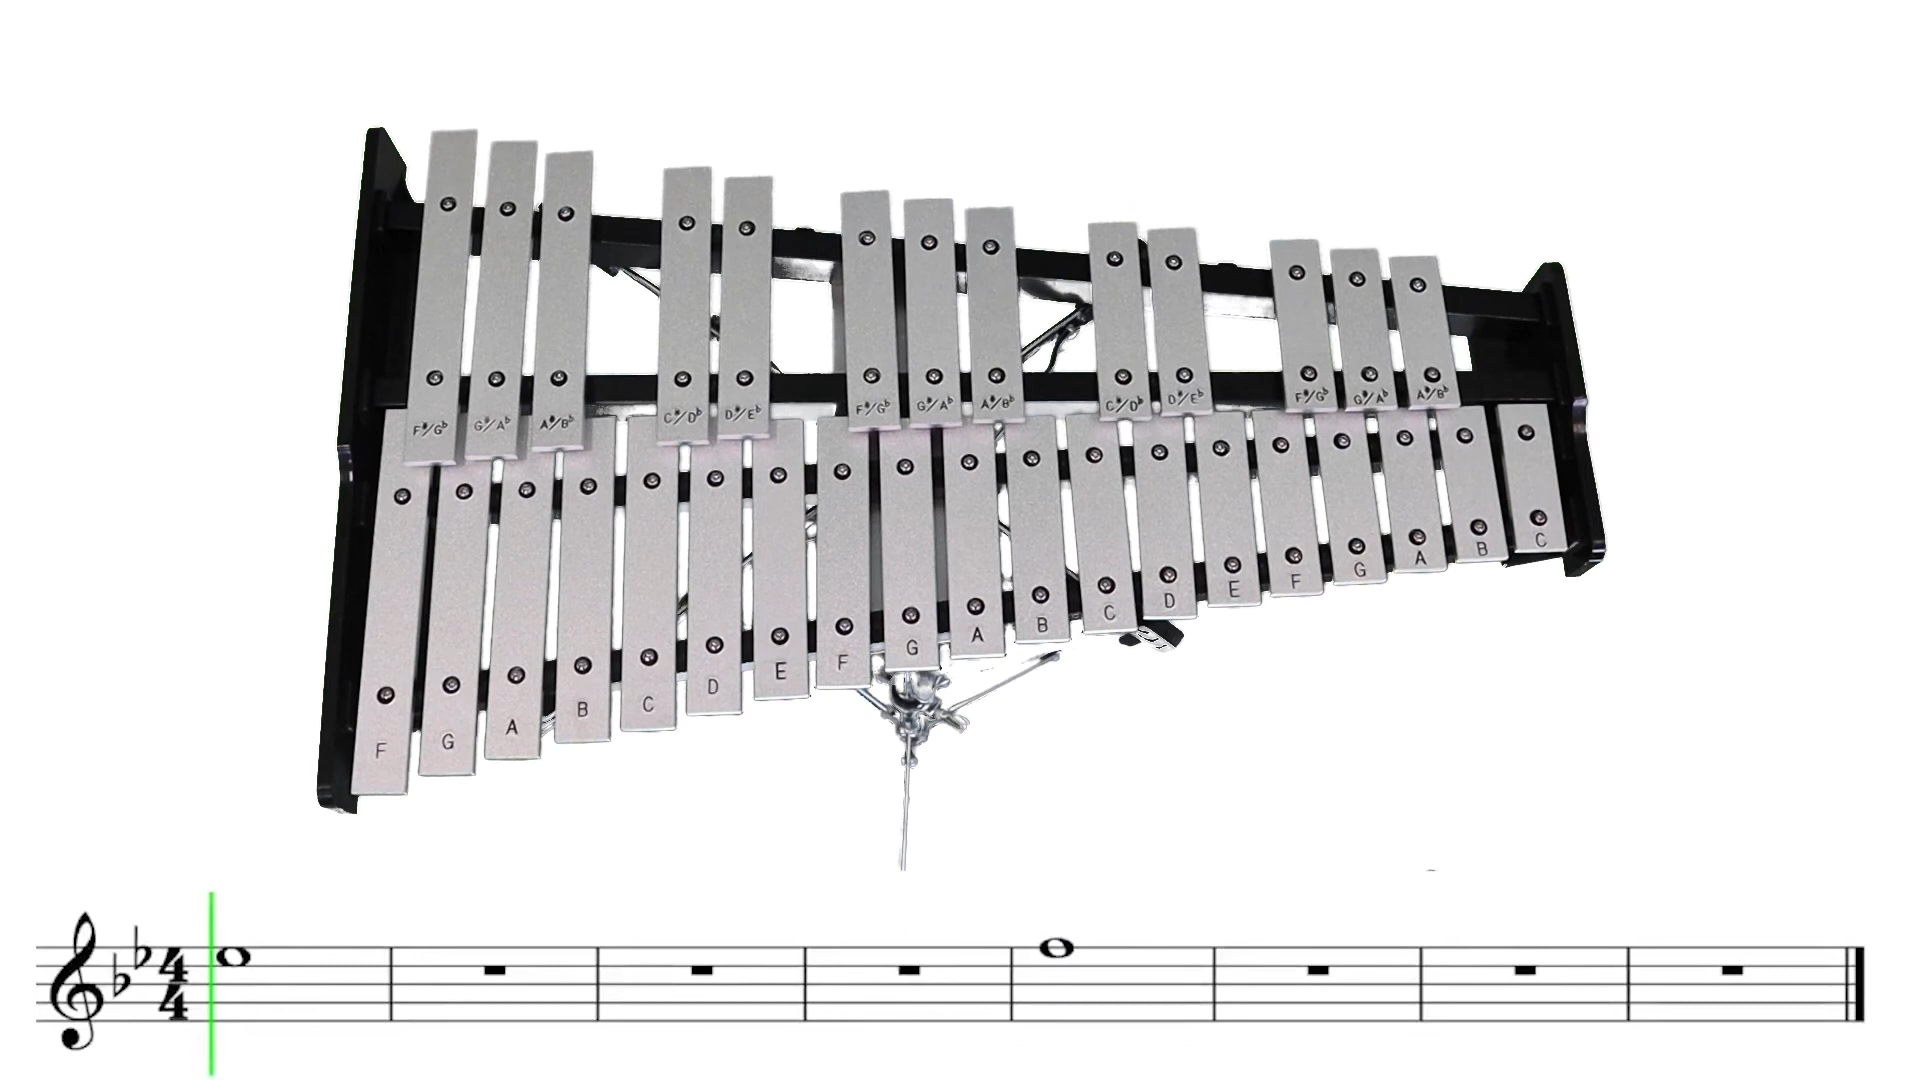 F♯/G♭ G♯/A♭ A♯/B♭ C♯/D♭ D♯/E♭ F♯/G♭ G♯/A♭ A♯/B♭ C♯/D♭ D♯/E♭ F♯/G♭ G♯/A♭ A♯/B♭
F G A B C D E F G A B C D E F G A B C
4
4